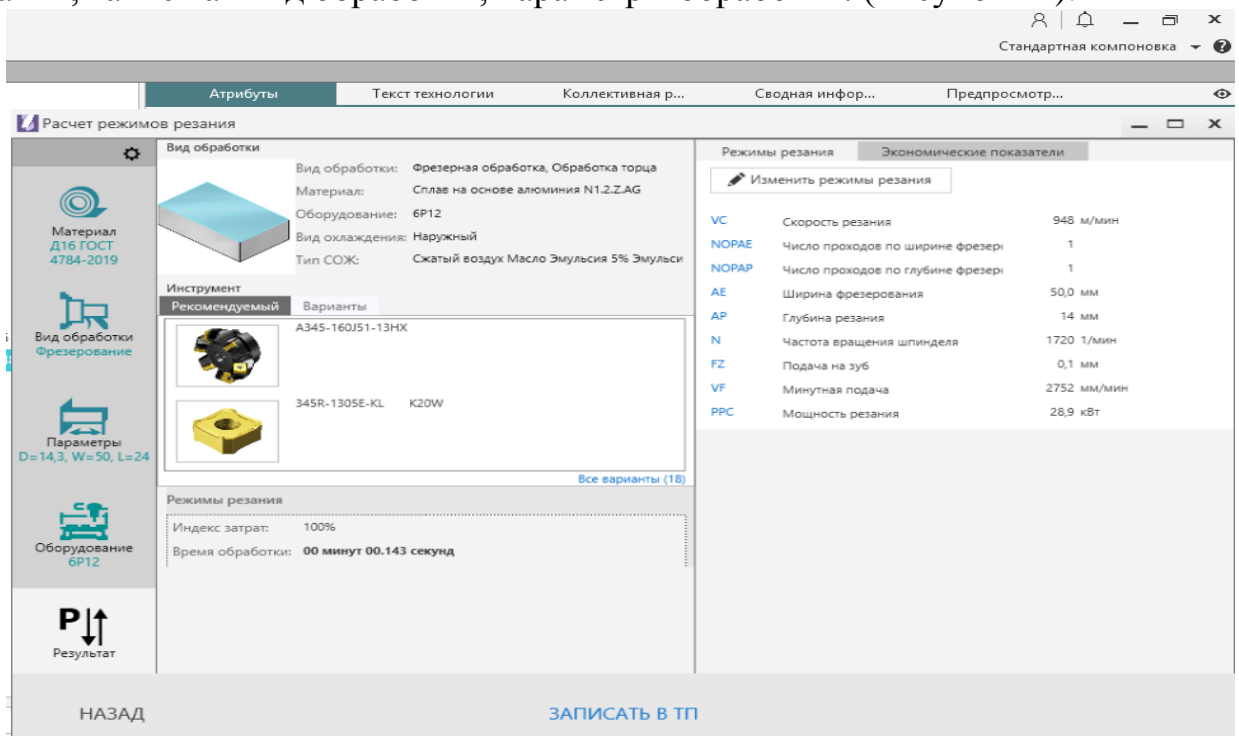 Стандартная компоновка
Атрибуты Текст технологии Коллективная р... Сводная инфор... Предпросмотр...
Расчет режимов резания
Материал
Д16 ГОСТ
4784-2019
Вид обработки
Фрезерование
Параметры
D=14,3, W=50, L=24
Оборудование
6Р12
Результат
Вид обработки
Вид обработки: Фрезерная обработка, Обработка торца
Материал: Сплав на основе алюминия N1.2.Z.AG
Оборудование: 6Р12
Вид охлаждения: Наружный
Тип СОЖ: Сжатый воздух Масло Эмульсия 5% Эмульси
Инструмент
Рекомендуемый Варианты
A345-160J51-13HX
345R-1305E-KL K20W
Все варианты (18)
Режимы резания
Индекс затрат: 100%
Время обработки: 00 минут 00.143 секунд
Режимы резания Экономические показатели
Изменить режимы резания
VC Скорость резания 948 м/мин
NOPAE Число проходов по ширине фрезер 1
NOPAP Число проходов по глубине фрезер 1
AE Ширина фрезерования 50,0 мм
AP Глубина резания 14 мм
N Частота вращения шпинделя 1720 1/мин
FZ Подача на зуб 0,1 мм
VF Минутная подача 2752 мм/мин
PPC Мощность резания 28,9 кВт
НАЗАД ЗАПИСАТЬ В ТП